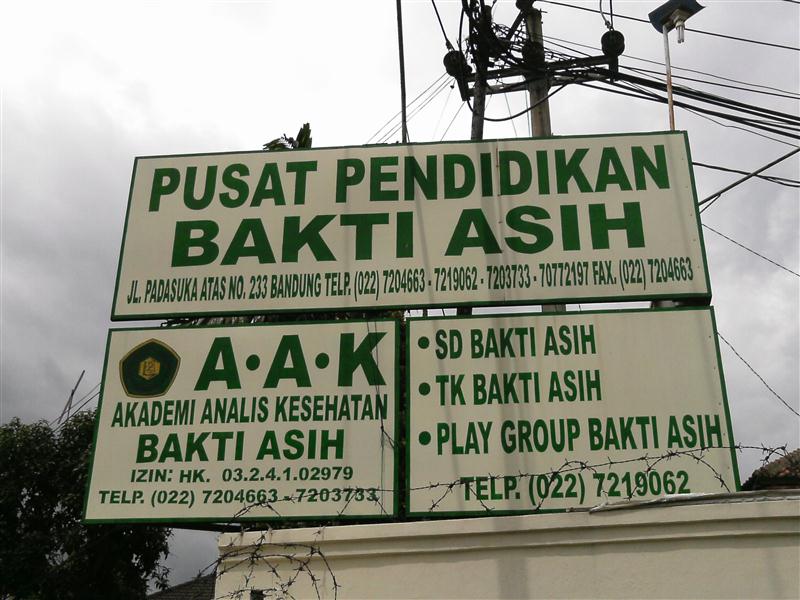 PUSAT PENDIDIKAN
BAKTI ASIH
JL. PADASUKA ATAS NO. 233 BANDUNG TELP. (022) 7204663 - 7219062 - 7203733 - 70772197 FAX. (022) 7204663
A•A•K
AKADEMI ANALIS KESEHATAN
BAKTI ASIH
IZIN: HK. 03.2.4.1.02979
TELP. (022) 7204663 - 7203733
• SD BAKTI ASIH
• TK BAKTI ASIH
• PLAY GROUP BAKTI ASIH
TELP. (022) 7219062